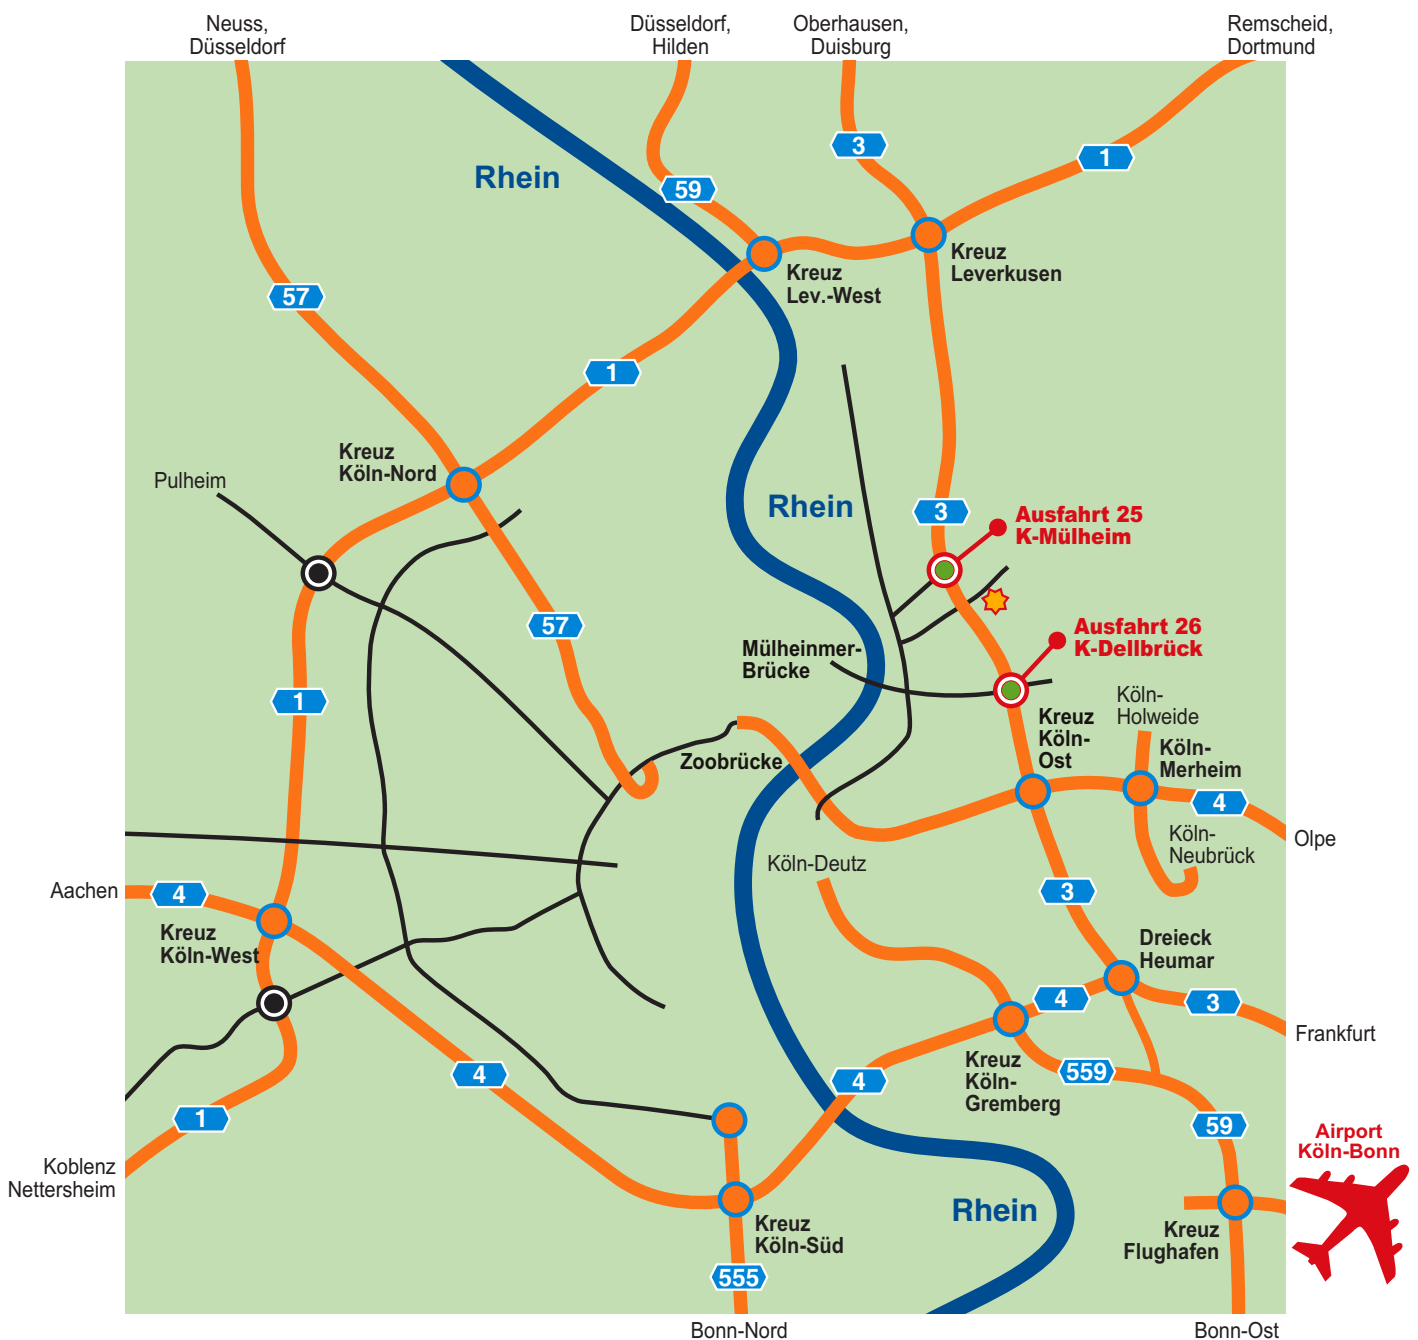 Neuss,
Düsseldorf
Düsseldorf,
Hilden
Oberhausen,
Duisburg
Remscheid,
Dortmund
3
1
Rhein
59
Kreuz
Leverkusen
Kreuz
Lev.-West
57
1
Kreuz
Köln-Nord
Pulheim
Rhein
3
Ausfahrt 25
K-Mülheim
57
Ausfahrt 26
K-Dellbrück
Mülheinmer-
Brücke
1
Köln-
Holweide
Kreuz
Köln-
Ost
Köln-
Merheim
Zoobrücke
4
Olpe
Köln-
Neubrück
Köln-Deutz
Aachen
4
3
Kreuz
Köln-West
Dreieck
Heumar
4
3
Frankfurt
Kreuz
Köln-
Gremberg
559
4
4
1
59
Airport
Köln-Bonn
Koblenz
Nettersheim
Rhein
Kreuz
Köln-Süd
Kreuz
Flughafen
555
Bonn-Nord
Bonn-Ost